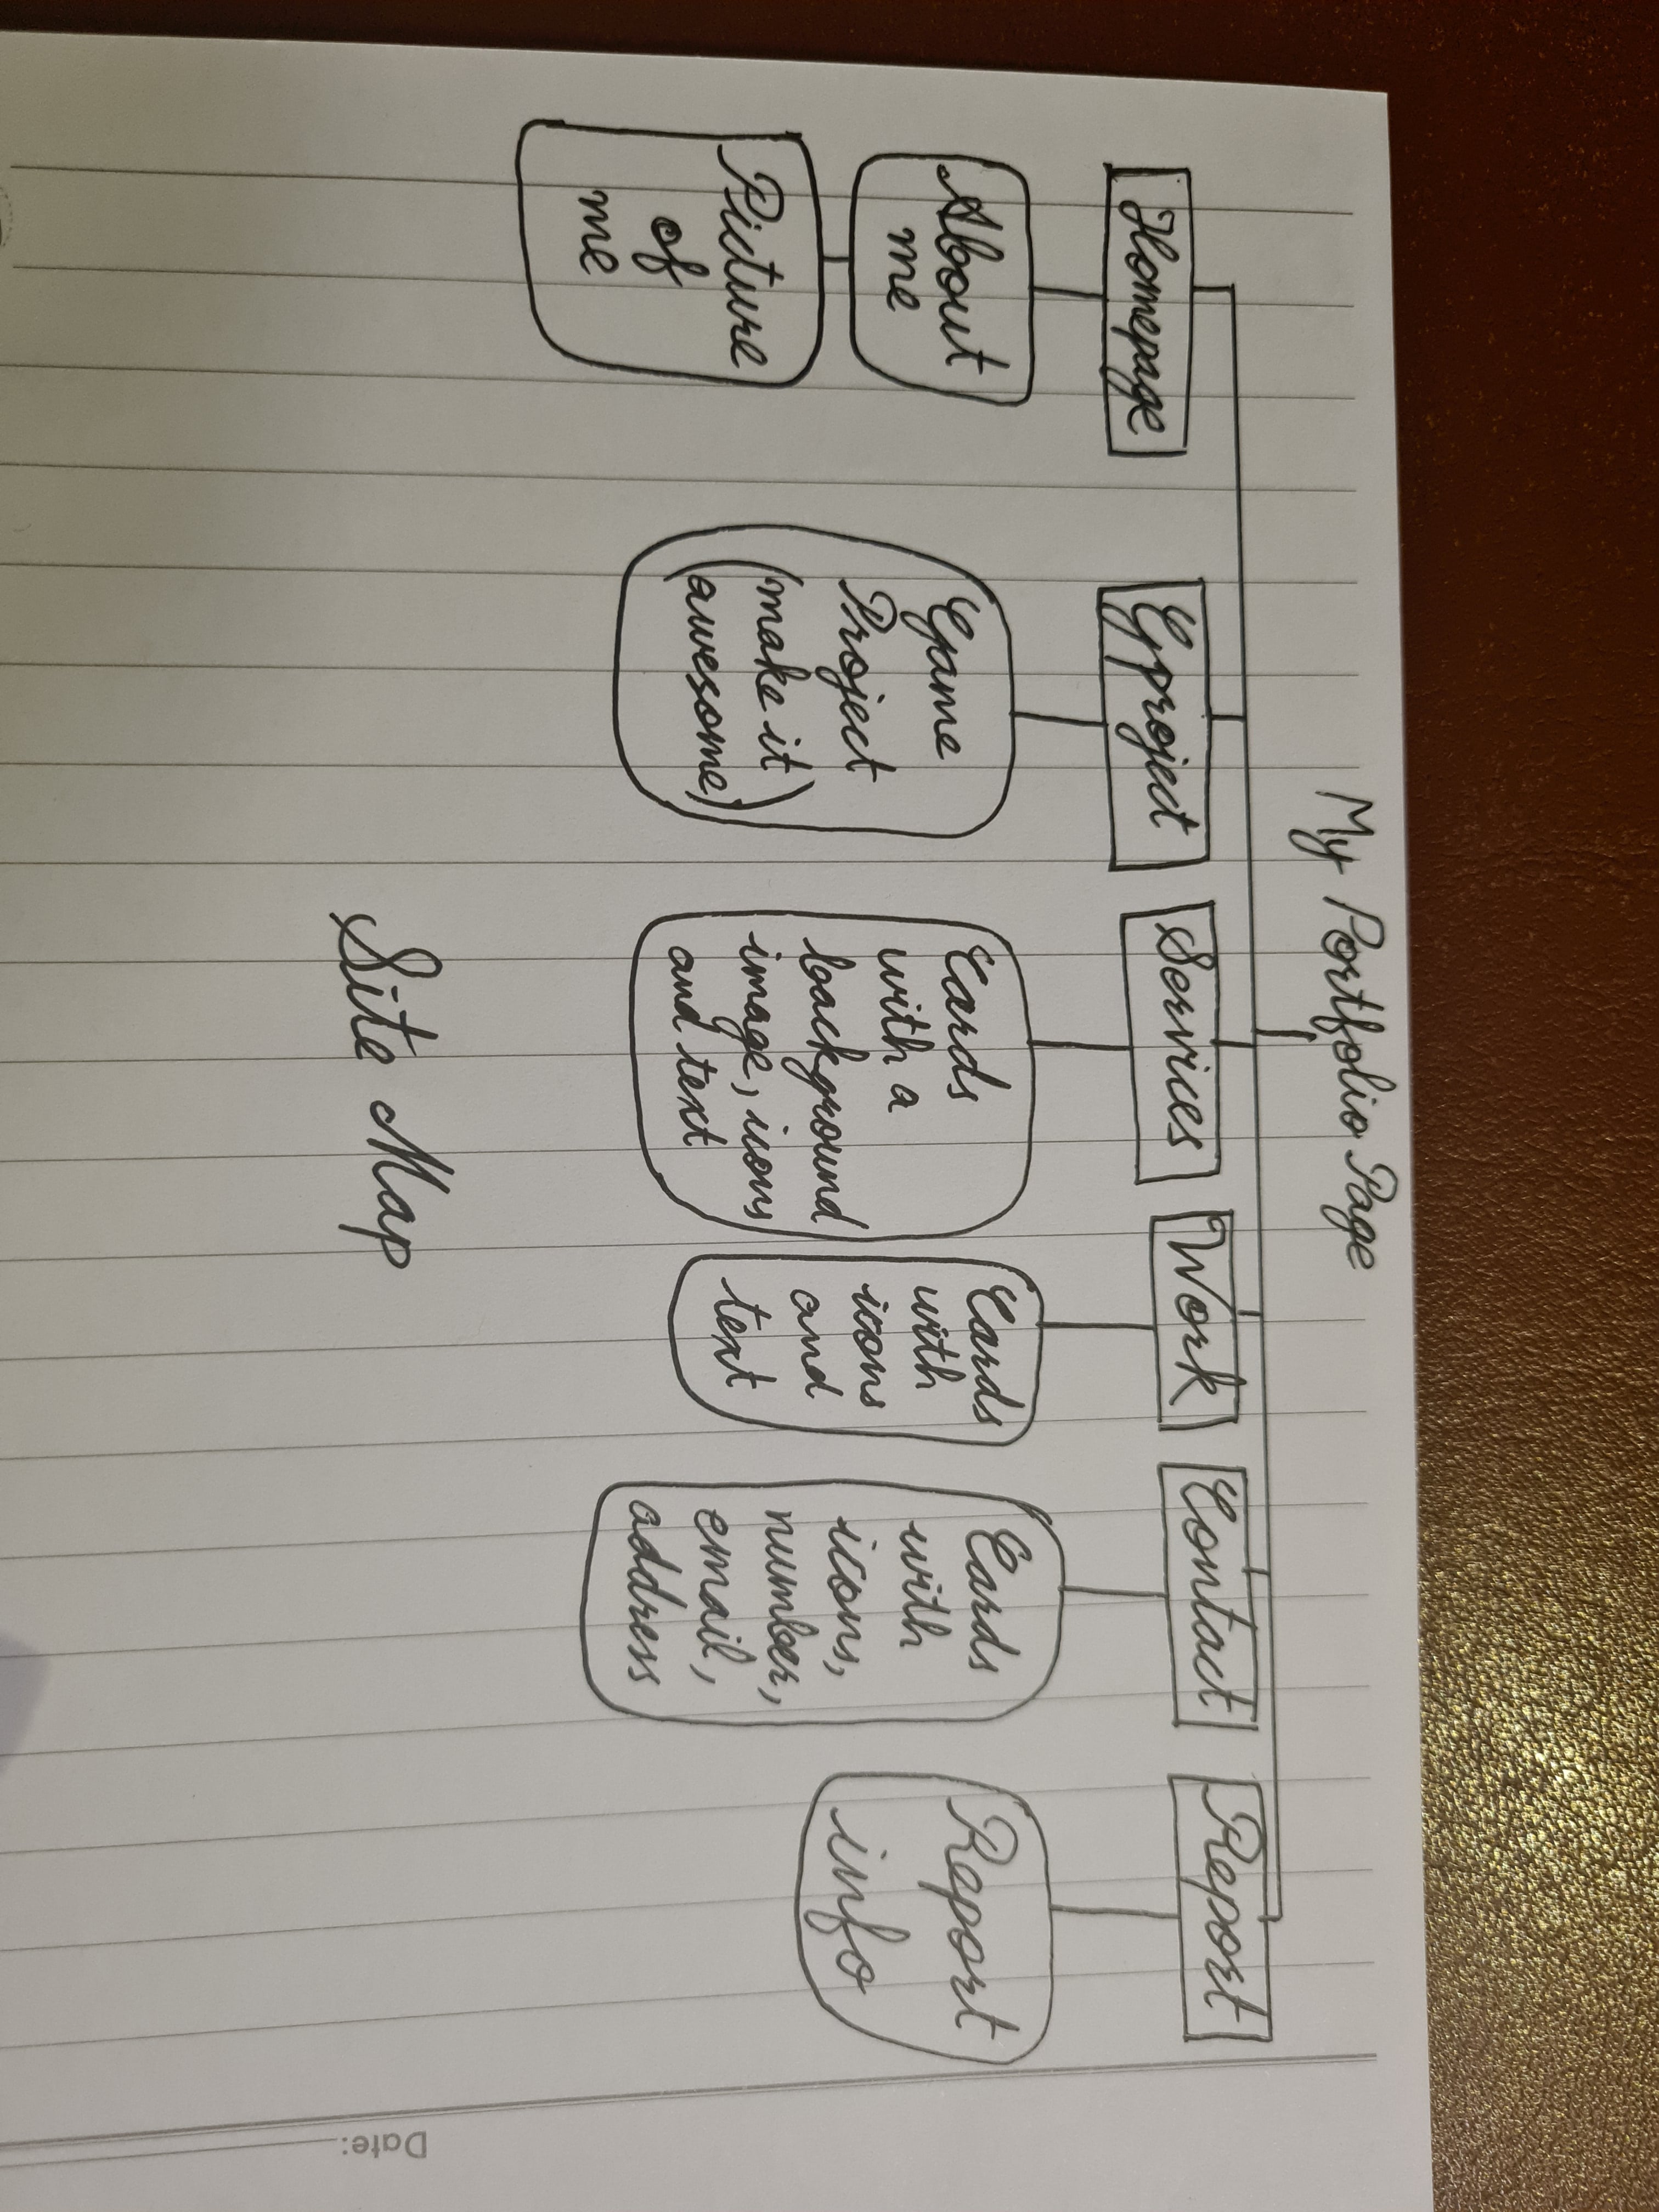 My Portfolio Page
Homepage
Gproject
Services
Work
Contact
Report
About
me
Picture
of
me
Game
Project
(make it
awesome)
Cards
with a
background
image, icons
and text
Cards
with
icons
and
text
Cards
with
icons,
number,
email,
address
Report
info
Site Map
Date: